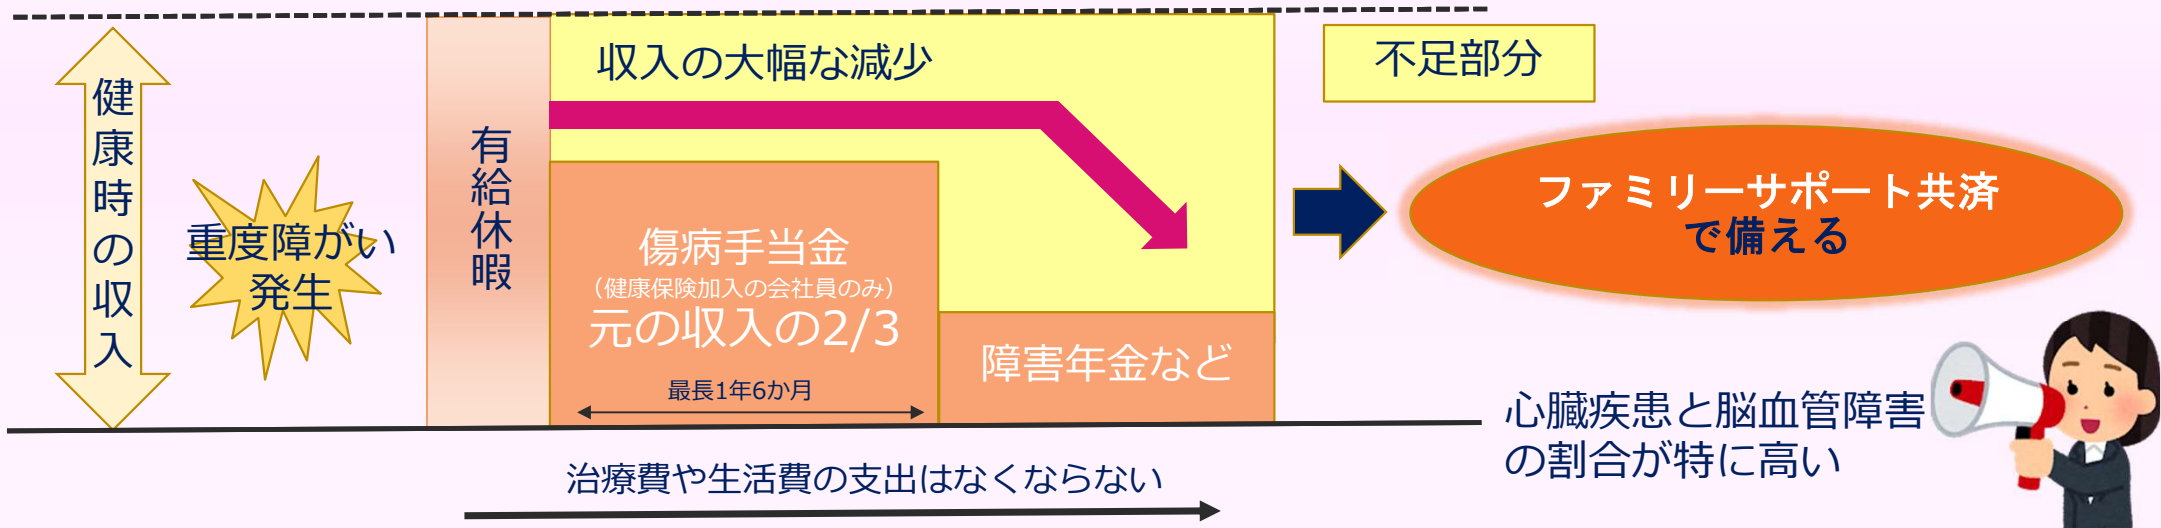 健康時の収入
重度障がい
発生
有給休暇
収入の大幅な減少
傷病手当金
（健康保険加入の会社員のみ）
元の収入の2/3
最長1年6か月
障害年金など
不足部分
ファミリーサポート共済
で備える
治療費や生活費の支出はなくならない
心臓疾患と脳血管障害
の割合が特に高い